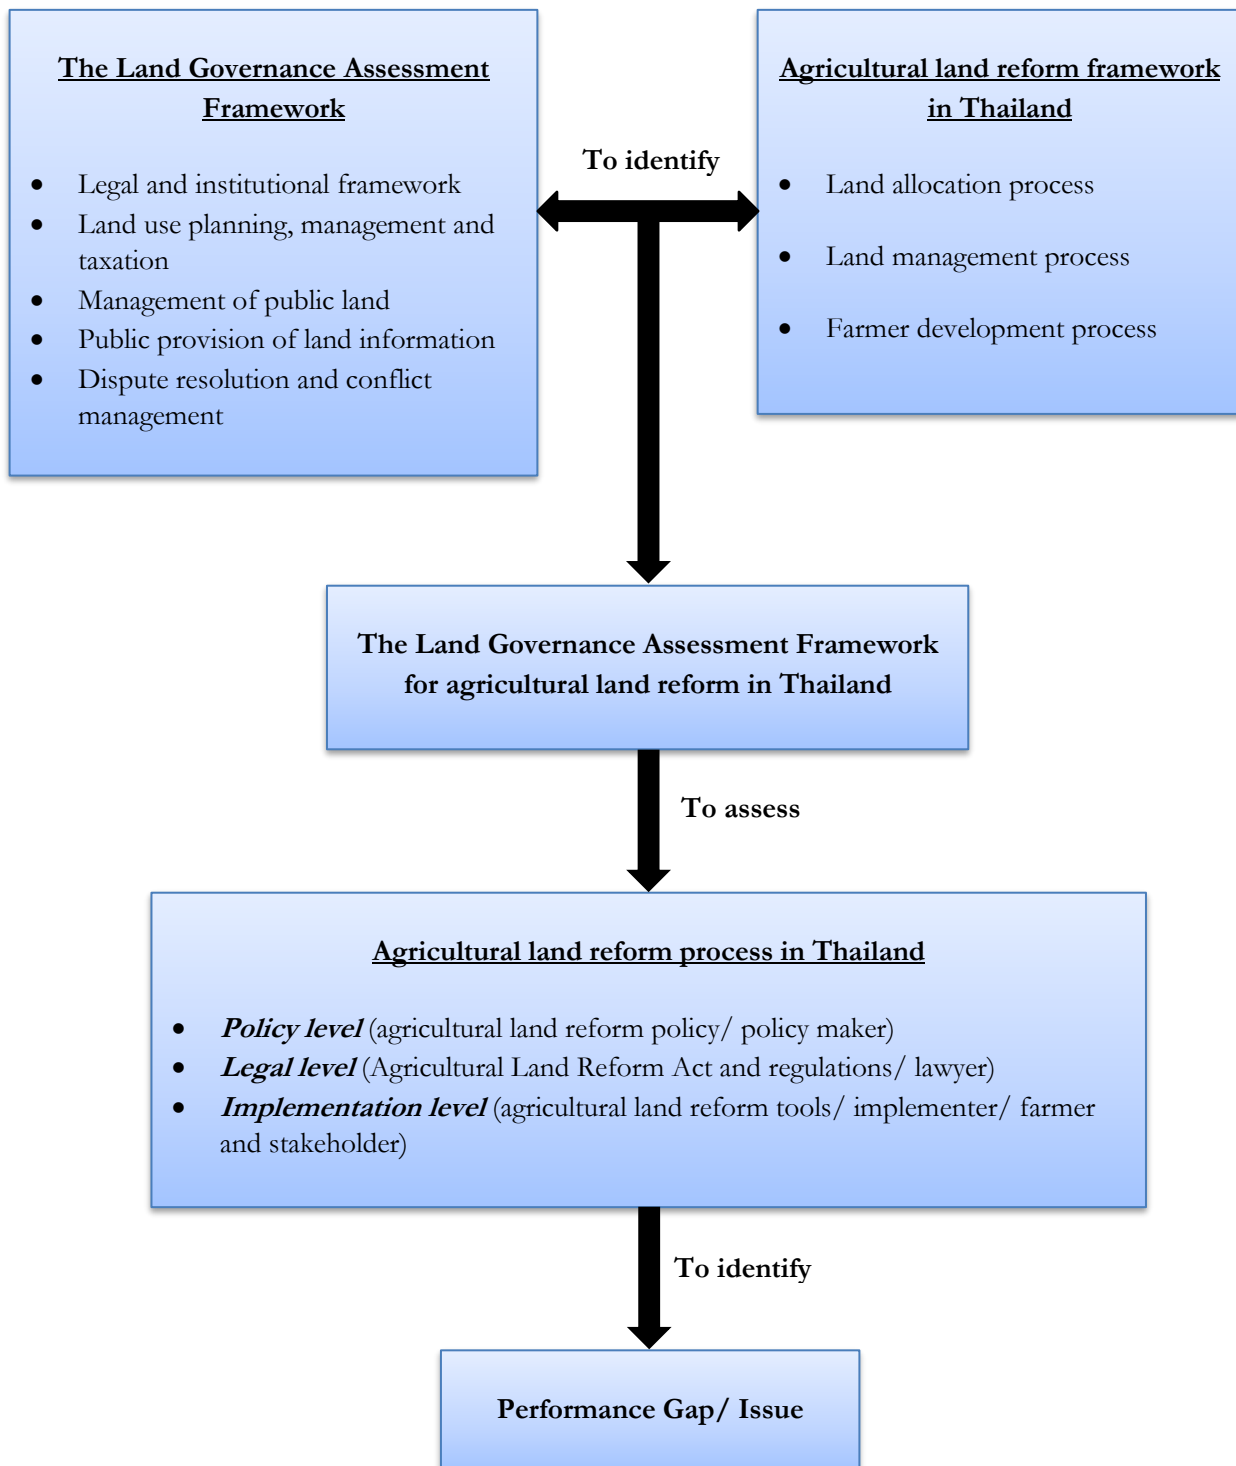 The Land Governance Assessment
Framework
• Legal and institutional framework
• Land use planning, management and
taxation
• Management of public land
• Public provision of land information
• Dispute resolution and conflict
management
To identify
Agricultural land reform framework
in Thailand
• Land allocation process
• Land management process
• Farmer development process
The Land Governance Assessment Framework
for agricultural land reform in Thailand
To assess
Agricultural land reform process in Thailand
• Policy level (agricultural land reform policy/ policy maker)
• Legal level (Agricultural Land Reform Act and regulations/ lawyer)
• Implementation level (agricultural land reform tools/ implementer/ farmer
and stakeholder)
To identify
Performance Gap/ Issue